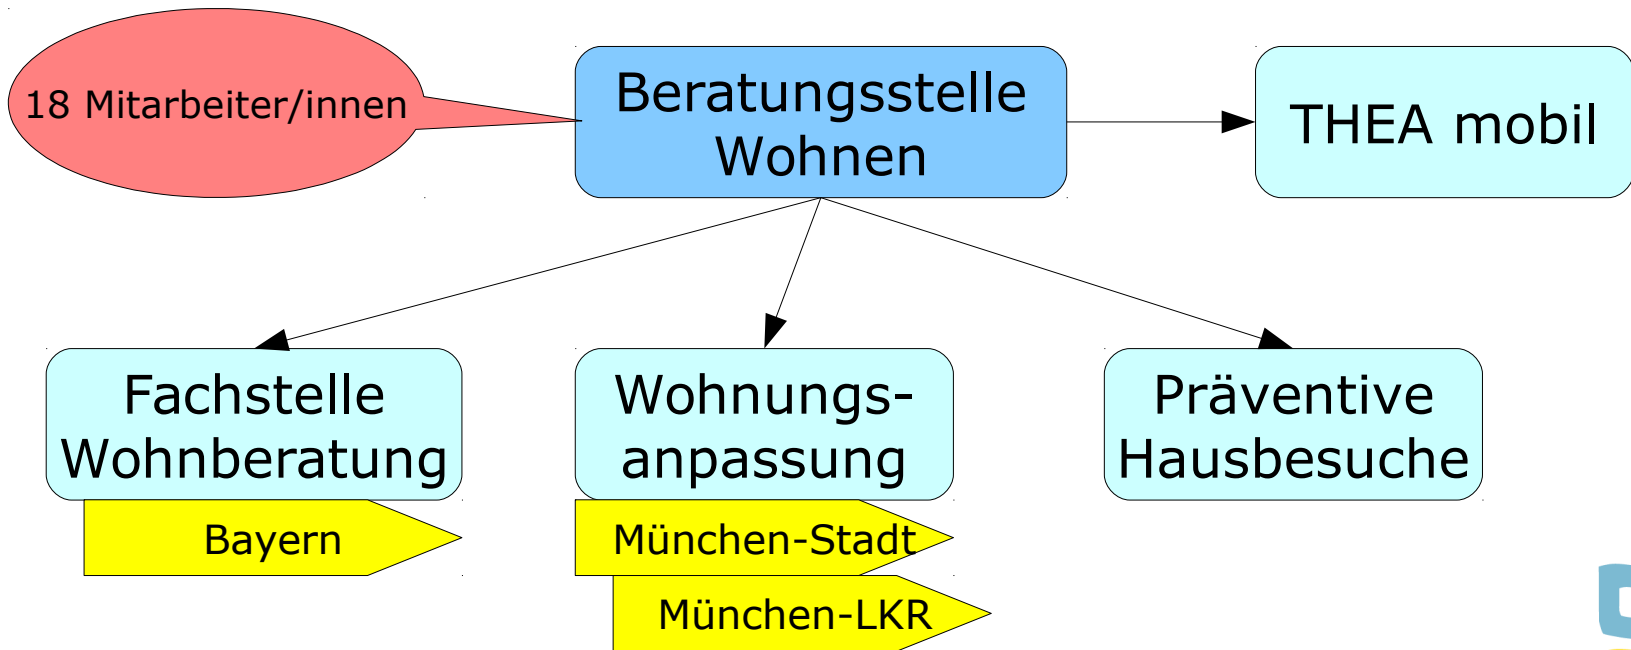 18 Mitarbeiter/innen
Beratungsstelle
Wohnen
THEA mobil
Fachstelle
Wohnberatung
Wohnungs-
anpassung
Präventive
Hausbesuche
Bayern
München-Stadt
München-LKR